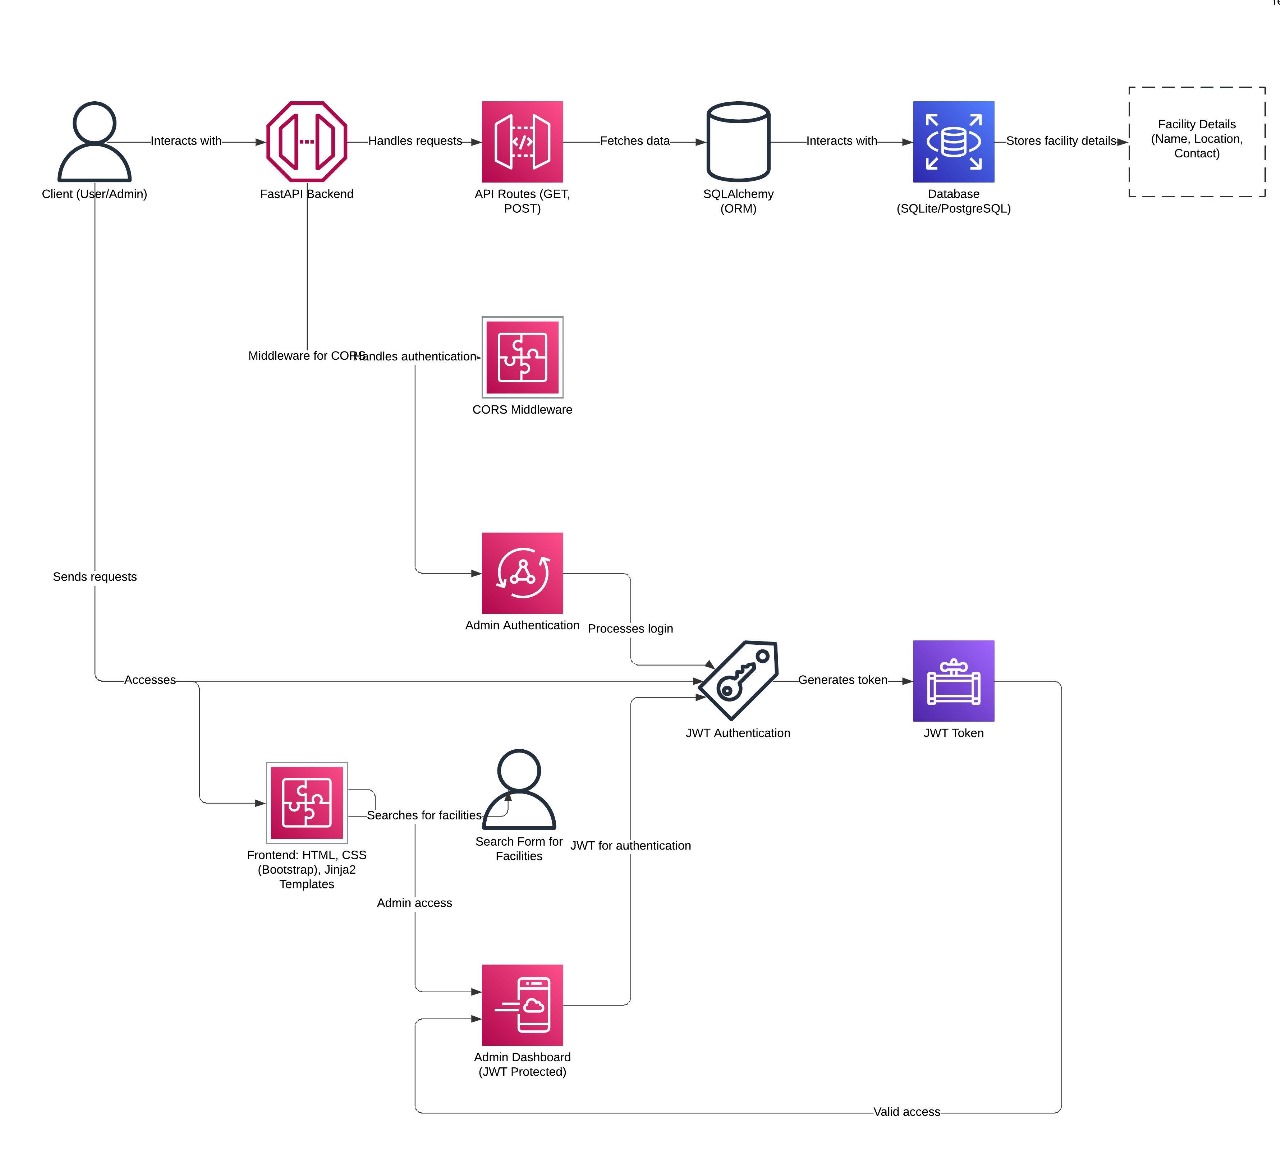 Interacts with
Handles requests
Fetches data
Interacts with
Stores facility details
Facility Details
(Name, Location,
Contact)
Client (User/Admin)
FastAPI Backend
API Routes (GET,
POST)
SQLAlchemy
(ORM)
Database
(SQLite/PostgreSQL)
Middleware for CORS
Handles authentication
CORS Middleware
Sends requests
Admin Authentication
Processes login
Accesses
Generates token
JWT Authentication
JWT Token
Searches for facilities
Search Form for
Facilities
JWT for authentication
Frontend: HTML, CSS
(Bootstrap), Jinja2
Templates
Admin access
Admin Dashboard
(JWT Protected)
Valid access